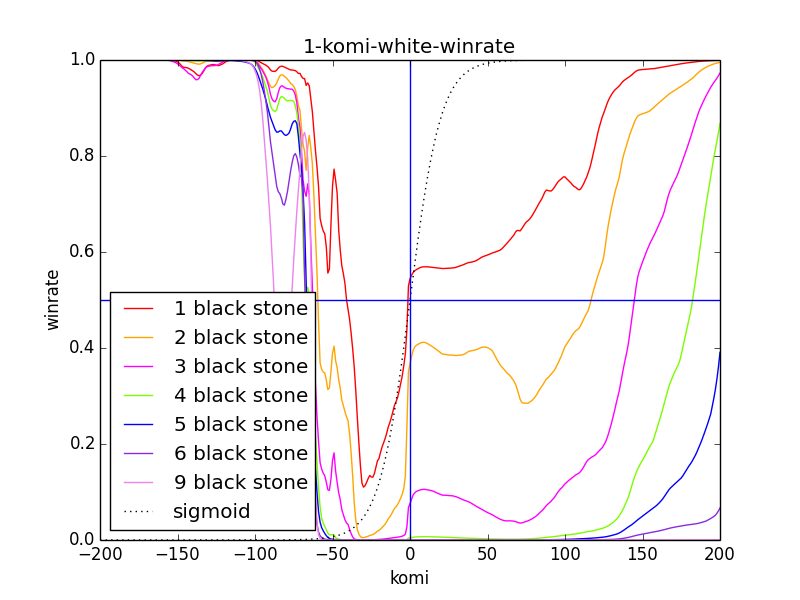 1-komi-white-winrate
1.0
0.8
0.6
0.4
0.2
0.0
winrate
1 black stone
2 black stone
3 black stone
4 black stone
5 black stone
6 black stone
9 black stone
sigmoid
−200 −150 −100 −50 0 50 100 150 200
komi